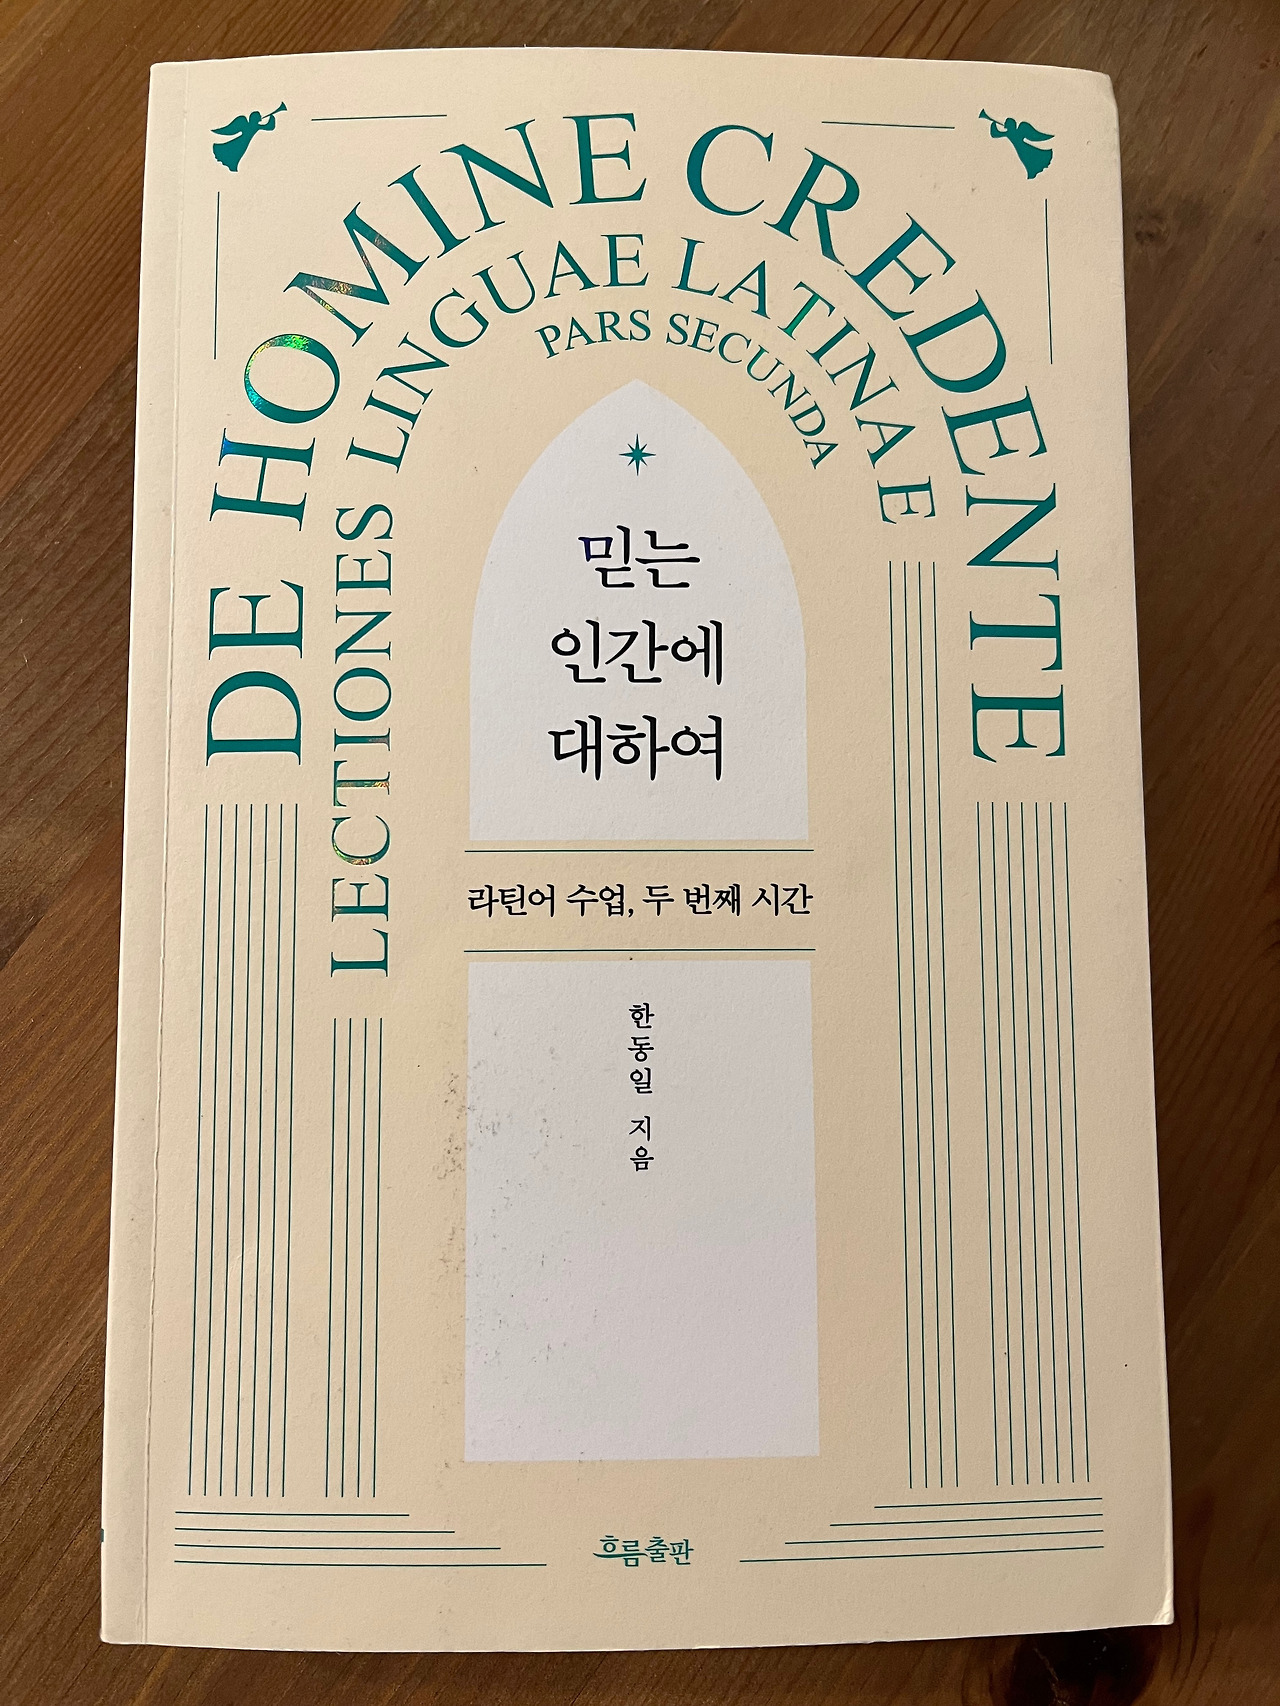 DE HOMINE CREDENTE
LECTIONES LINGUAE LATINAE
PARS SECUNDA
믿는
인간에
대하여
라틴어 수업, 두 번째 시간
한동일 지음
흐름출판